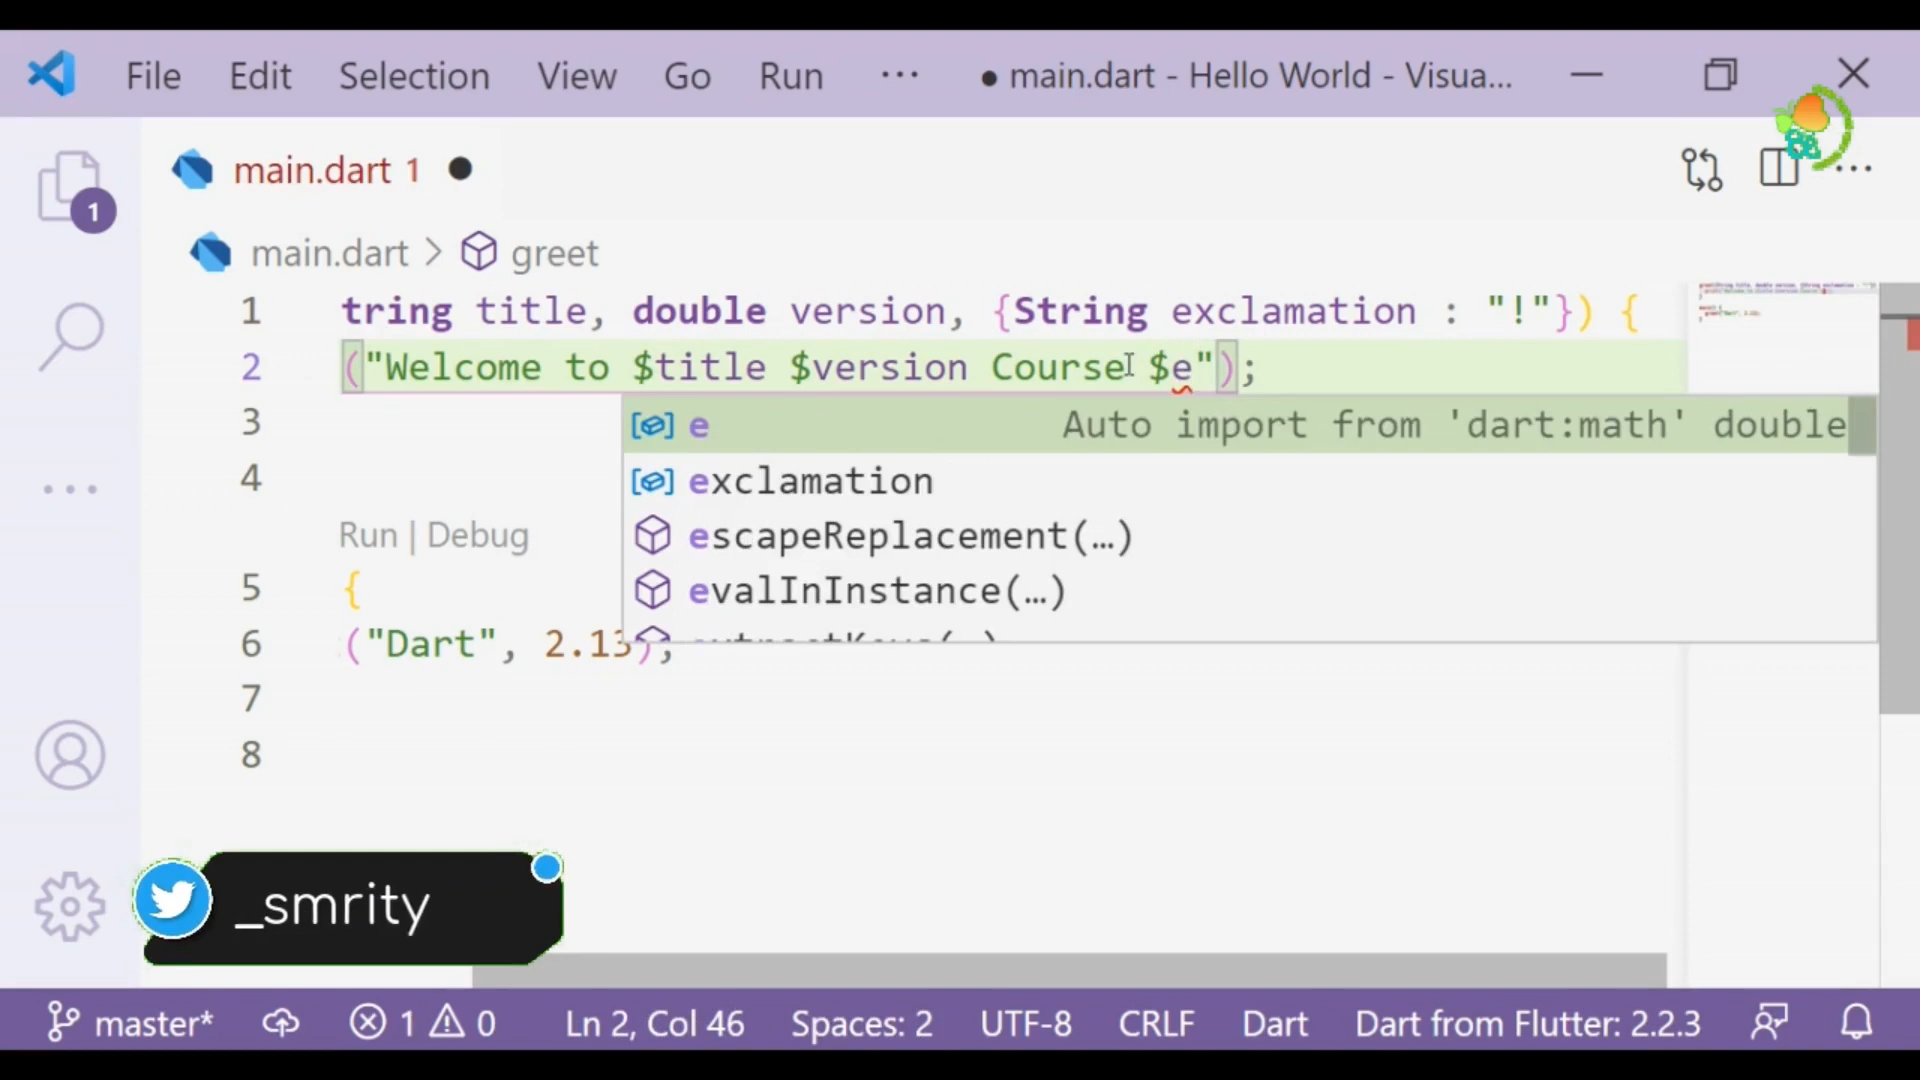 File Edit Selection View Go Run ··· ● main.dart - Hello World - Visua...
main.dart 1 ●
1
main.dart > greet
1 tring title, double version, {String exclamation : "!"}) {
2 ("Welcome to $title $version Course $e");
3
e Auto import from 'dart:math' double
4
exclamation
Run | Debug
escapeReplacement(…)
5 {
evalInInstance(…)
6 ("Dart", 2.13);
7
8
_smrity
master* 1 0 Ln 2, Col 46 Spaces: 2 UTF-8 CRLF Dart Dart from Flutter: 2.2.3